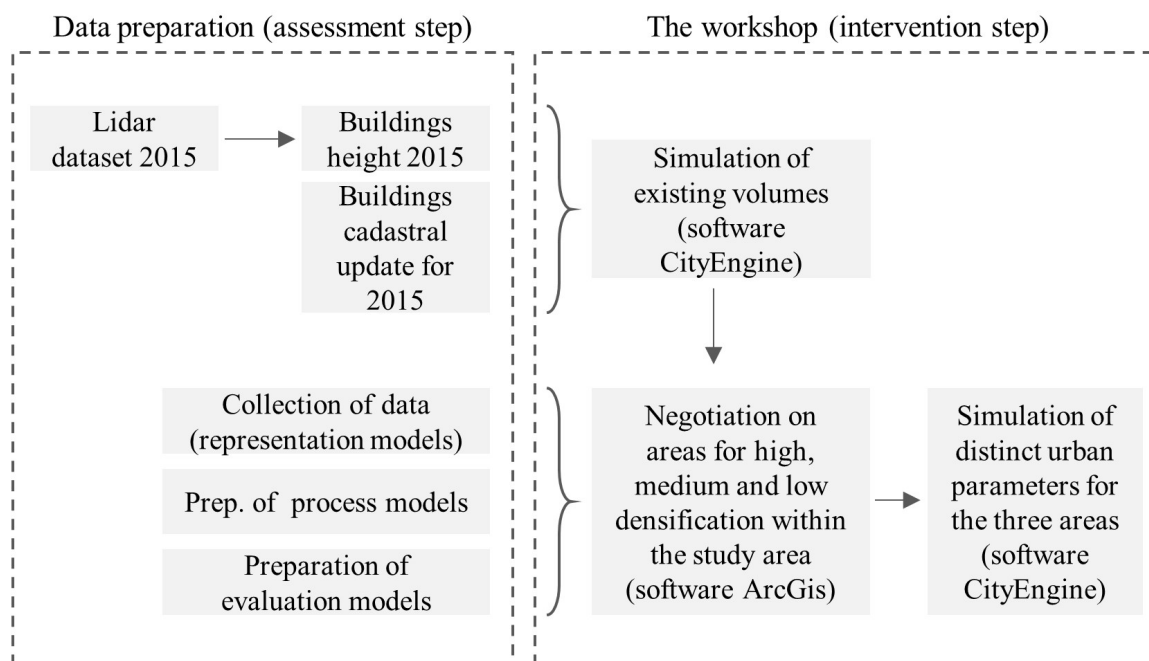 Data preparation (assessment step)
The workshop (intervention step)
Lidar
dataset 2015
Buildings
height 2015
Buildings
cadastral
update for
2015
Simulation of
existing volumes
(software
CityEngine)
Collection of data
(representation models)
Prep. of process models
Preparation of
evaluation models
Negotiation on
areas for high,
medium and low
densification within
the study area
(software ArcGis)
Simulation of
distinct urban
parameters for
the three areas
(software
CityEngine)